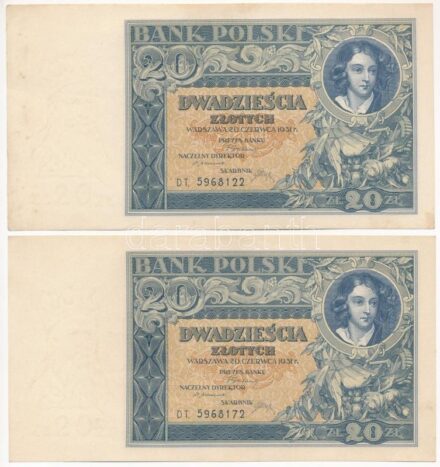 BANK POLSKI
20
DWADZIEŚCIA
ZŁOTYCH
WARSZAWA 20. CZERWCA 1931 R.
PREZES BANKU
NACZELNY DYREKTOR
SKARBNIK
DT. 5968122
ZŁ. 20 ZŁ.
darabanth
BANK POLSKI
20
DWADZIEŚCIA
ZŁOTYCH
WARSZAWA 20. CZERWCA 1931 R.
PREZES BANKU
NACZELNY DYREKTOR
SKARBNIK
DT. 5968172
ZŁ. 20 ZŁ.